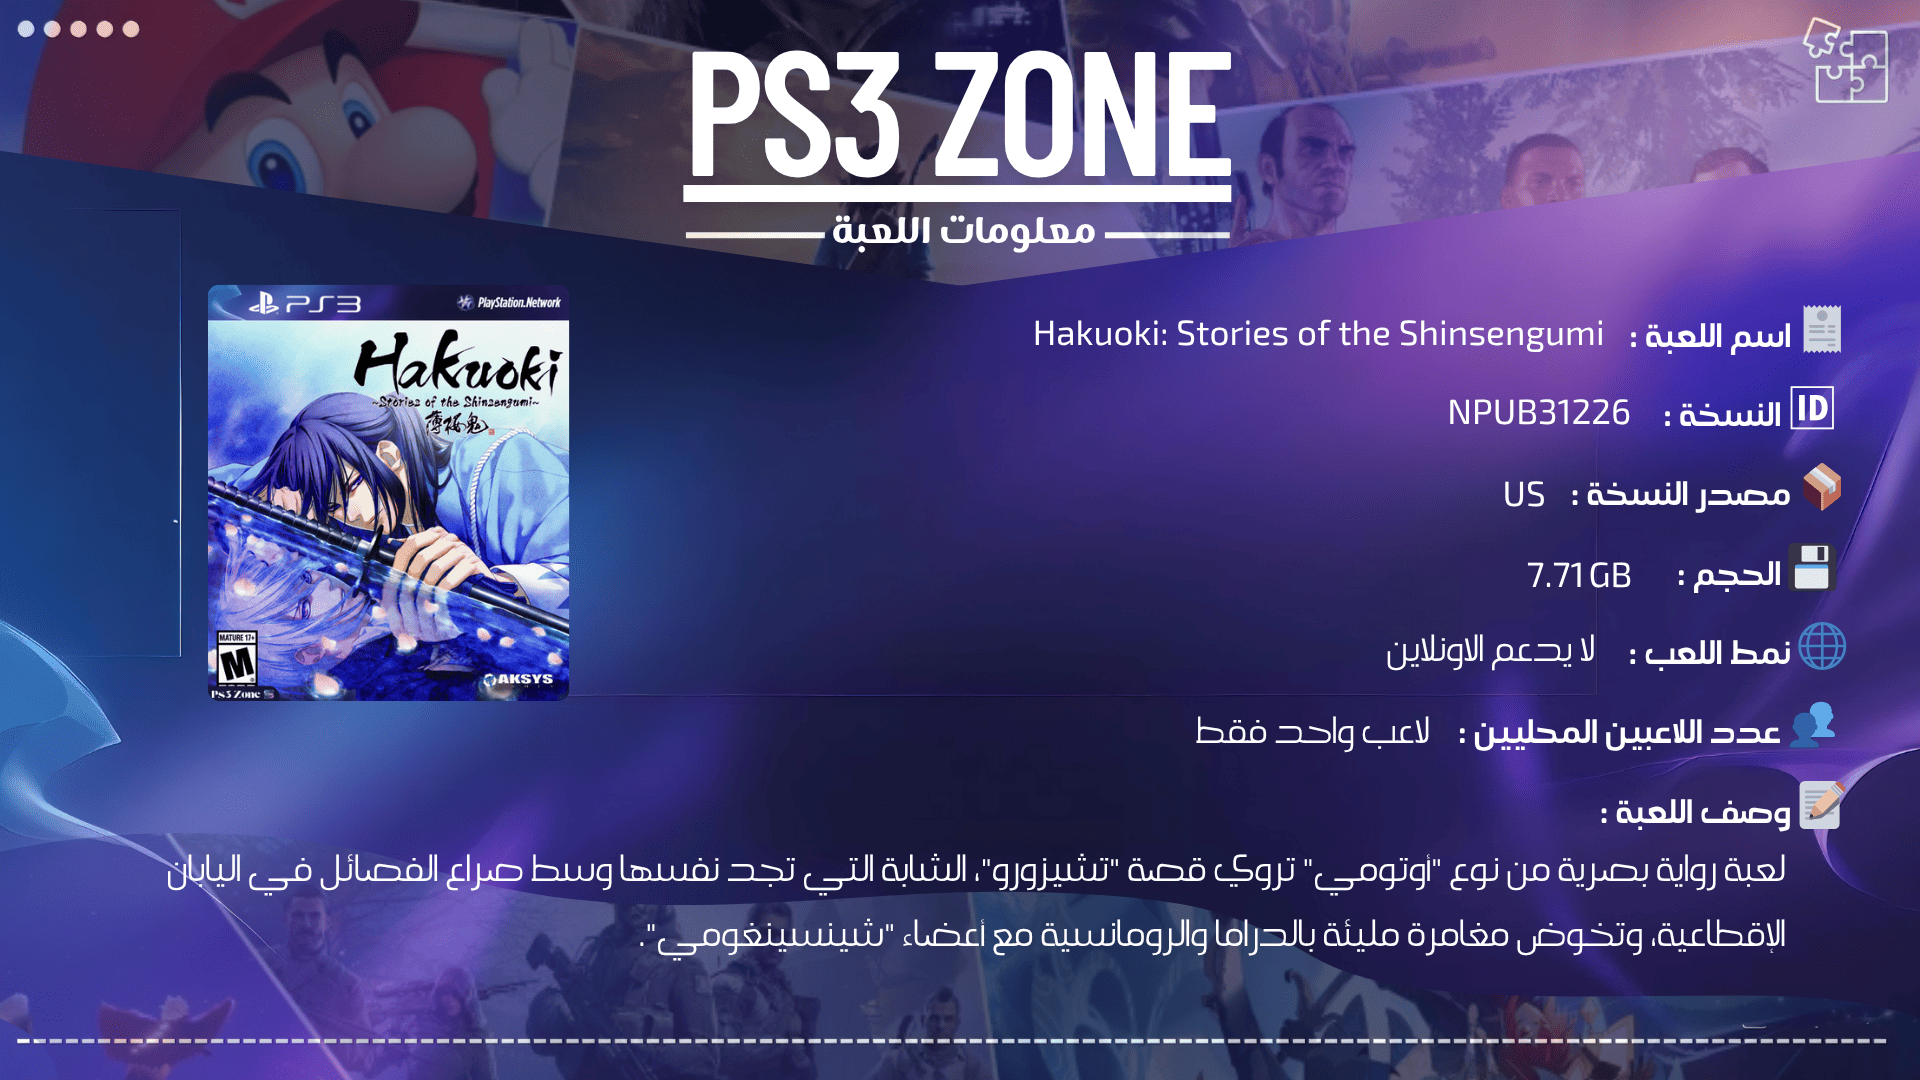 PS3 ZONE
معلومات اللعبة
PS3 PlayStation.Network
Hakuoki
~Stories of the Shinsengumi~
薄桜鬼
MATURE 17+
M
AKSYS
Ps3 Zone
اسم اللعبة : Hakuoki: Stories of the Shinsengumi
ID النسخة : NPUB31226
مصدر النسخة : US
الحجم : 7.71 GB
نمط اللعب : لا يدعم الاونلاين
عدد اللاعبين المحليين : لاعب واحد فقط
وصف اللعبة :
لعبة رواية بصرية من نوع "أوتومي" تروي قصة "تشيزورو"، الشابة التي تجد نفسها وسط صراع الفصائل في اليابان
الإقطاعية، وتخوض مغامرة مليئة بالدراما والرومانسية مع أعضاء "شينسينغومي".